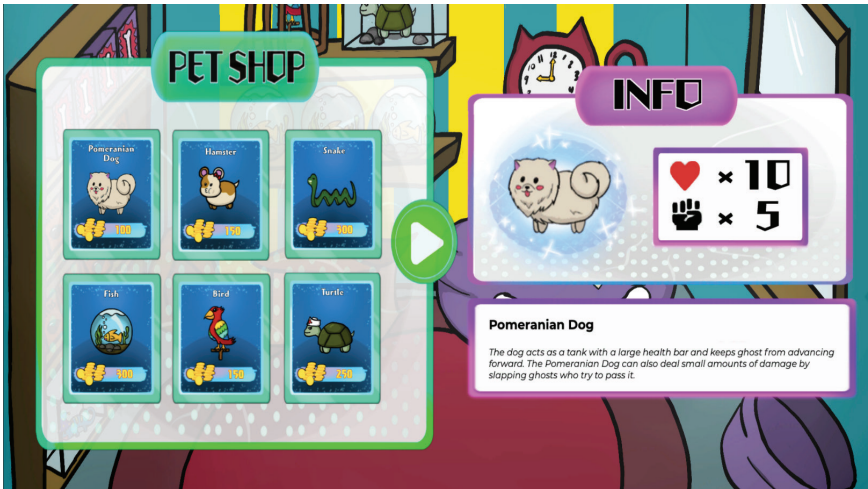 PET SHOP
Pomeranian
Dog
100
Hamster
150
Snake
300
Fish
300
Bird
150
Turtle
250
INFO
× 10
× 5
Pomeranian Dog
The dog acts as a tank with a large health bar and keeps ghost from advancing
forward. The Pomeranian Dog can also deal small amounts of damage by
slapping ghosts who try to pass it.